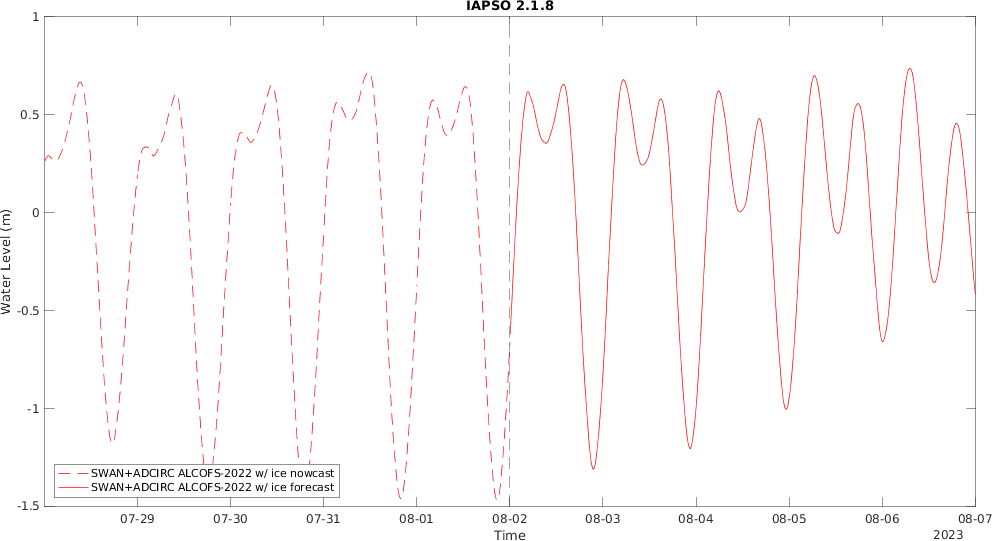 IAPSO 2.1.8
1
0.5
0
-0.5
-1
-1.5
Water Level (m)
SWAN+ADCIRC ALCOFS-2022 w/ ice nowcast
SWAN+ADCIRC ALCOFS-2022 w/ ice forecast
07-29 07-30 07-31 08-01 08-02 08-03 08-04 08-05 08-06 08-07
Time
2023